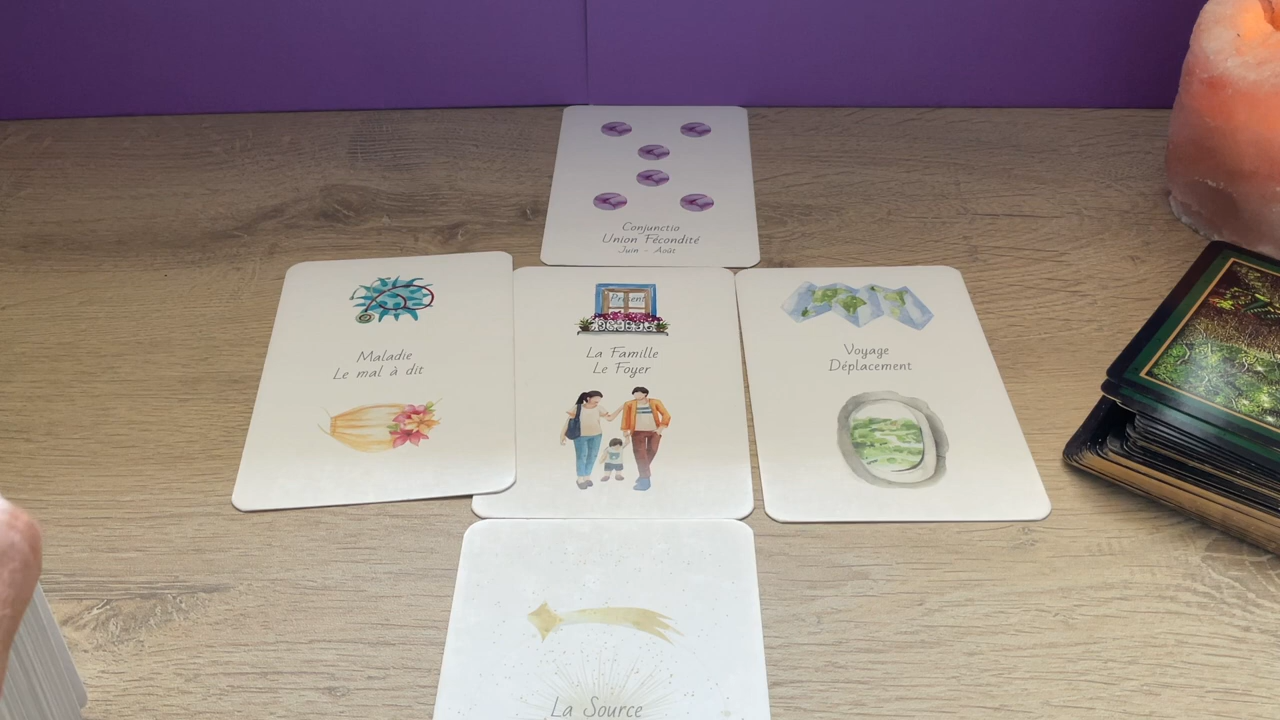 Conjunctio
Union Fécondité
Juin - Août
Maladie
Le mal à dit
Présent
La Famille
Le Foyer
Voyage
Déplacement
La Source